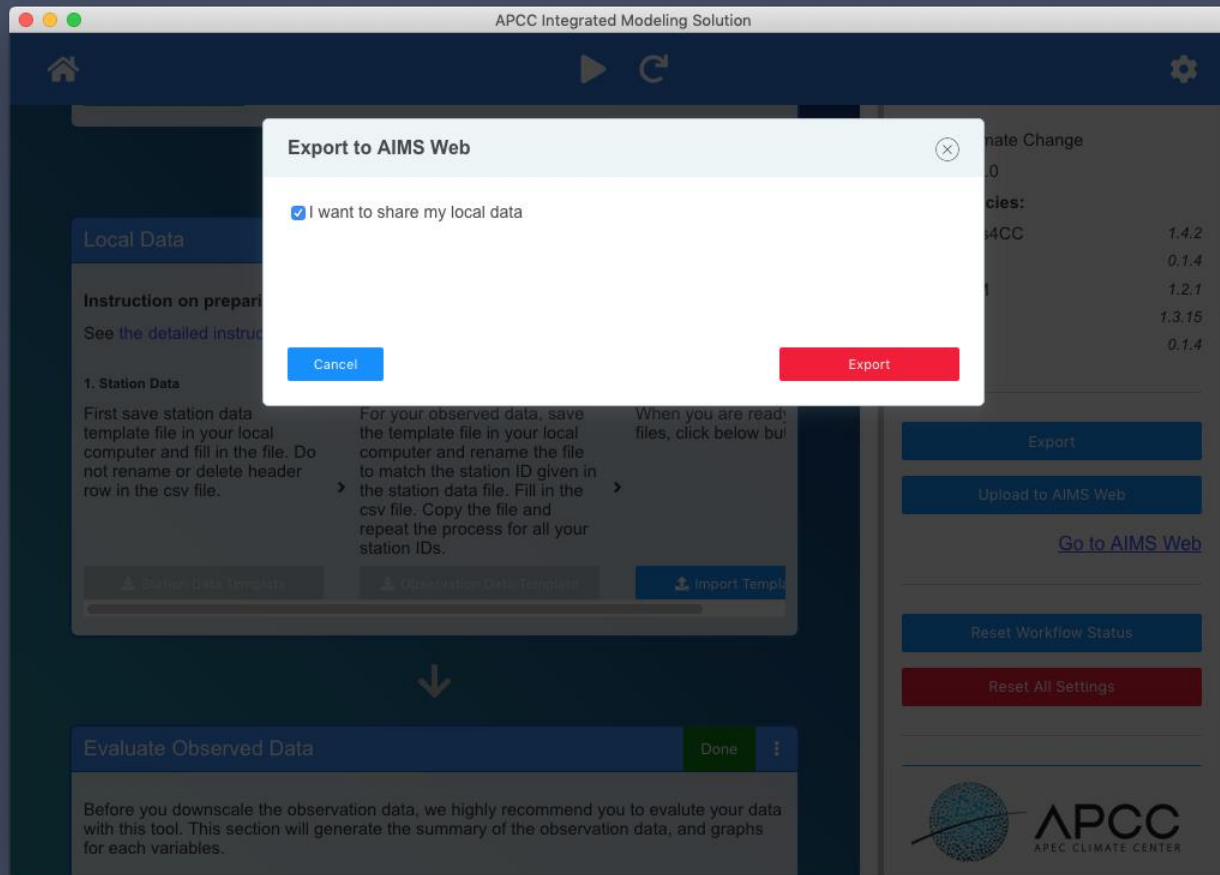 APCC Integrated Modeling Solution
Export to AIMS Web
I want to share my local data
Cancel
Export
Local Data
Instruction on prepari
See the detailed instruc
1. Station Data
First save station data
template file in your local
computer and fill in the file. Do
not rename or delete header
row in the csv file.
Station Data Template
For your observed data, save
the template file in your local
computer and rename the file
to match the station ID given in
the station data file. Fill in the
csv file. Copy the file and
repeat the process for all your
station IDs.
Observation Data Template
When you are ready
files, click below but
Import Templa
Evaluate Observed Data
Done
Before you downscale the observation data, we highly recommend you to evalute your data
with this tool. This section will generate the summary of the observation data, and graphs
for each variables.
mate Change
.0
cies:
s4CC 1.4.2
0.1.4
1.2.1
1.3.15
0.1.4
Export
Upload to AIMS Web
Go to AIMS Web
Reset Workflow Status
Reset All Settings
APCC
APEC CLIMATE CENTER